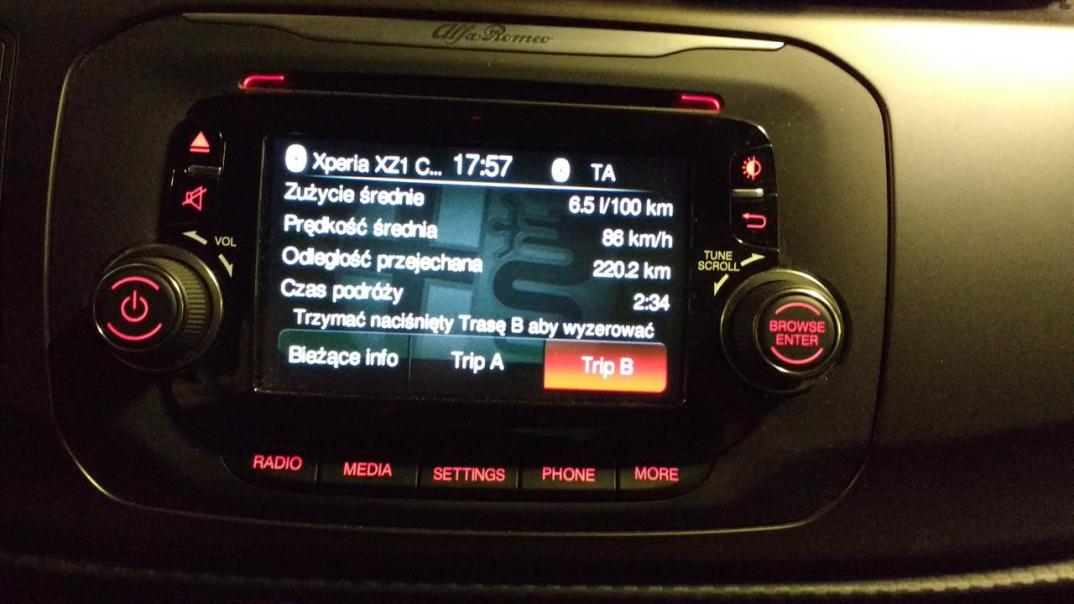 Alfa Romeo
Xperia XZ1 C... 17:57 TA
Zużycie średnie 6.5 l/100 km
Prędkość średnia 86 km/h
Odległość przejechana 220.2 km
Czas podróży 2:34
Trzymać naciśnięty Trasę B aby wyzerować
Bieżące info Trip A Trip B
VOL
TUNE
SCROLL
BROWSE
ENTER
RADIO MEDIA SETTINGS PHONE MORE